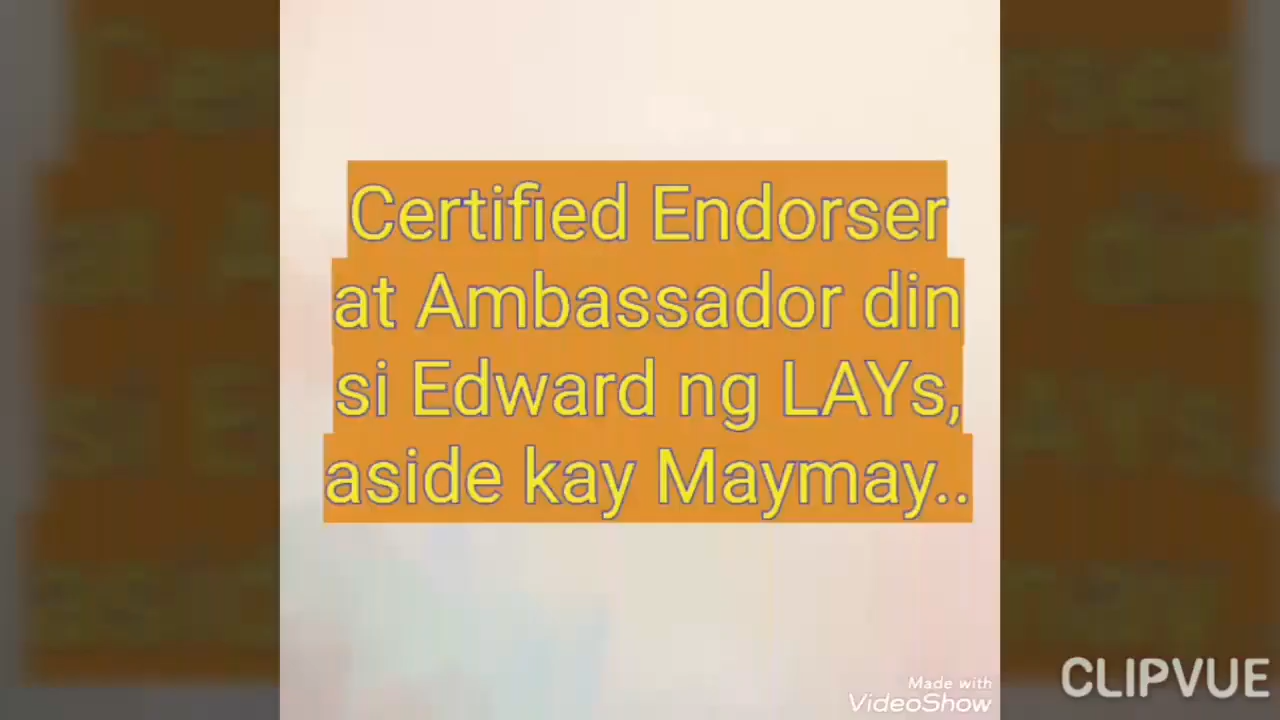 Certified Endorser
at Ambassador din
si Edward ng LAYs,
aside kay Maymay..
Made with
VideoShow
CLIPVUE